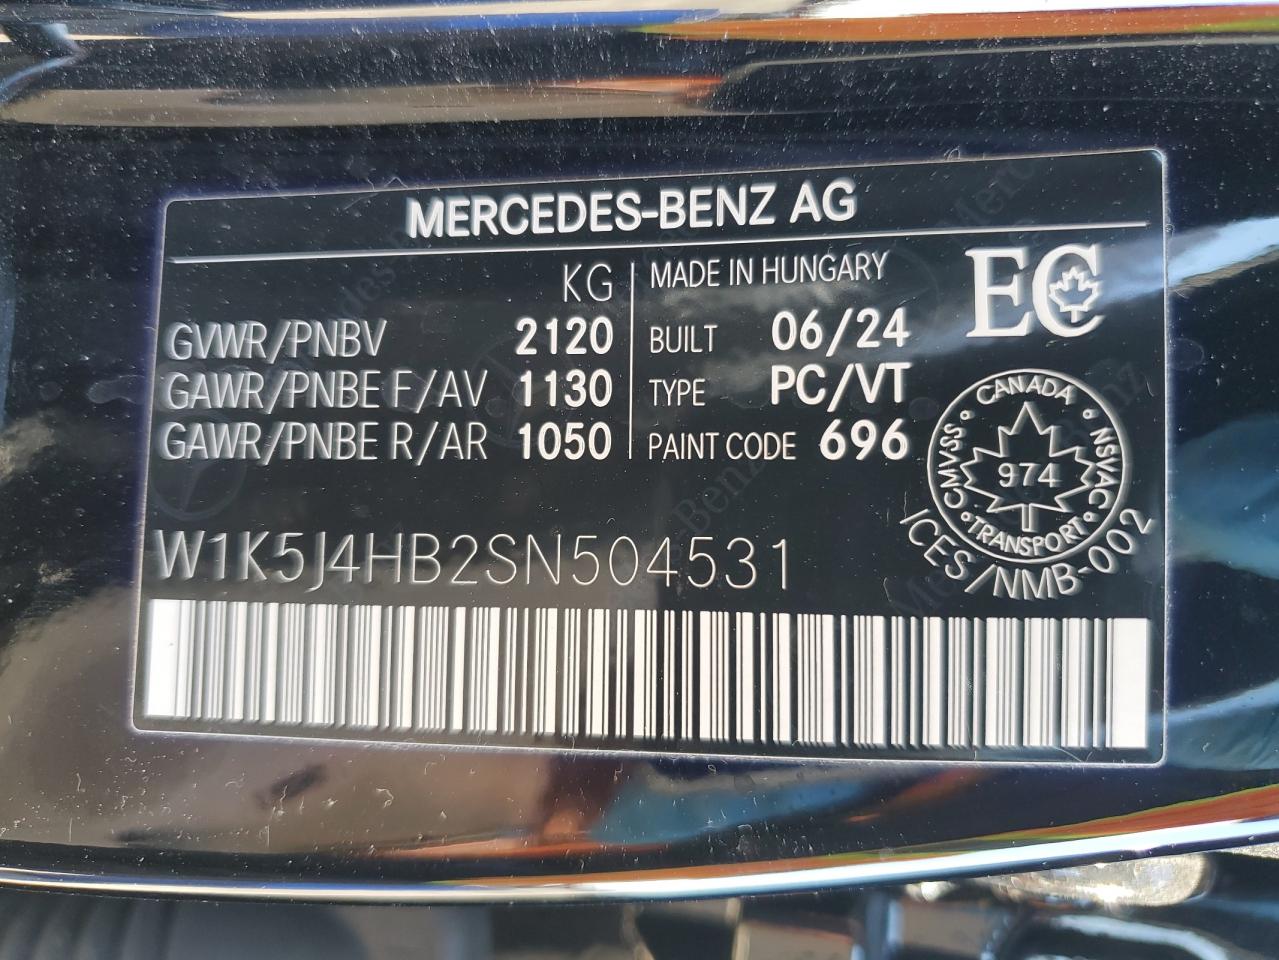 MERCEDES-BENZ AG
KG
GVWR/PNBV 2120
GAWR/PNBE F/AV 1130
GAWR/PNBE R/AR 1050
MADE IN HUNGARY
BUILT 06/24
TYPE PC/VT
PAINT CODE 696
EC
CANADA
NSVAC
974
CMVSS
TRANSPORT
ICES/NMB-002
W1K5J4HB2SN504531